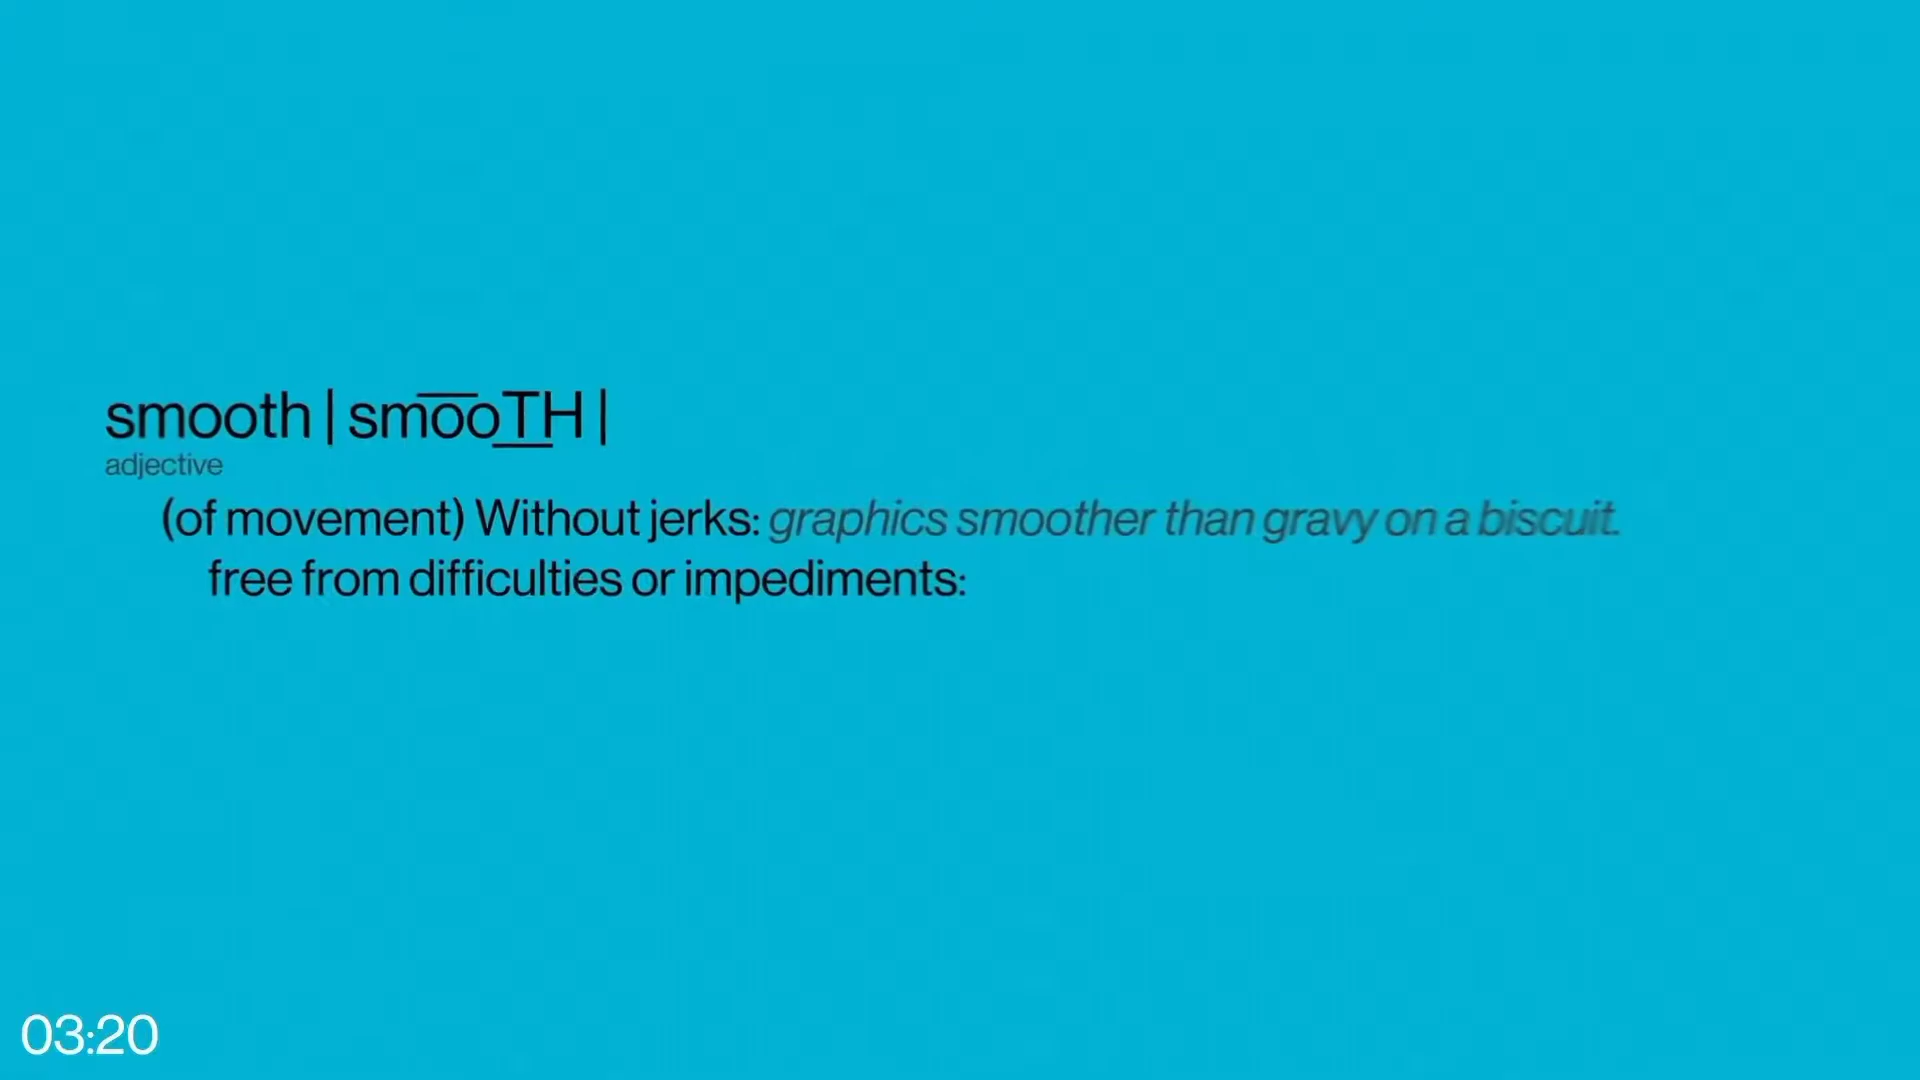 smooth | smo͞oT͟H |
adjective
(of movement) Without jerks: graphics smoother than gravy on a biscuit.
free from difficulties or impediments:
03:20